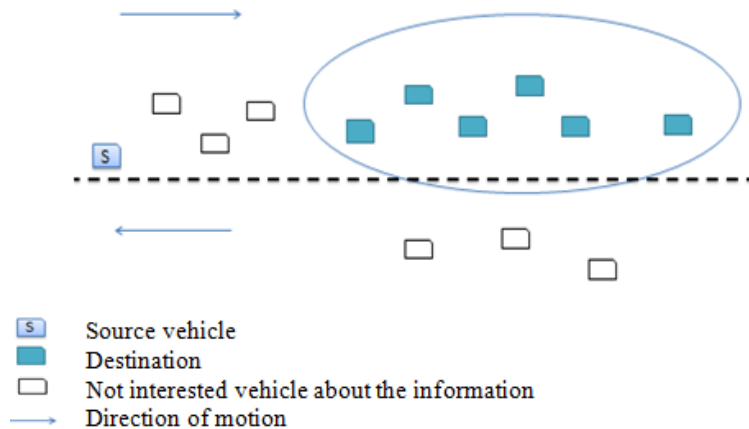 S
S Source vehicle
Destination
Not interested vehicle about the information
Direction of motion